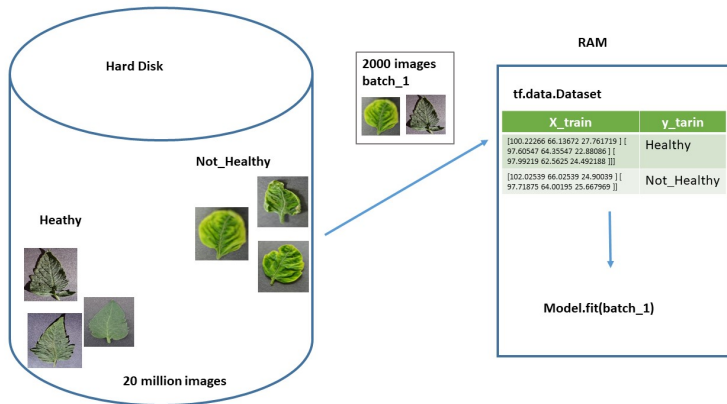 Hard Disk
Not_Healthy
Heathy
20 million images
2000 images
batch_1
RAM
tf.data.Dataset
X_train y_tarin
[100.22266 66.13672 27.761719 ] [ Healthy
97.60547 64.35547 22.88086 ] [
97.99219 62.5625 24.492188 ]]]
[102.02539 66.02539 24.90039 ] [ Not_Healthy
97.71875 64.00195 25.667969 ]]
Model.fit(batch_1)